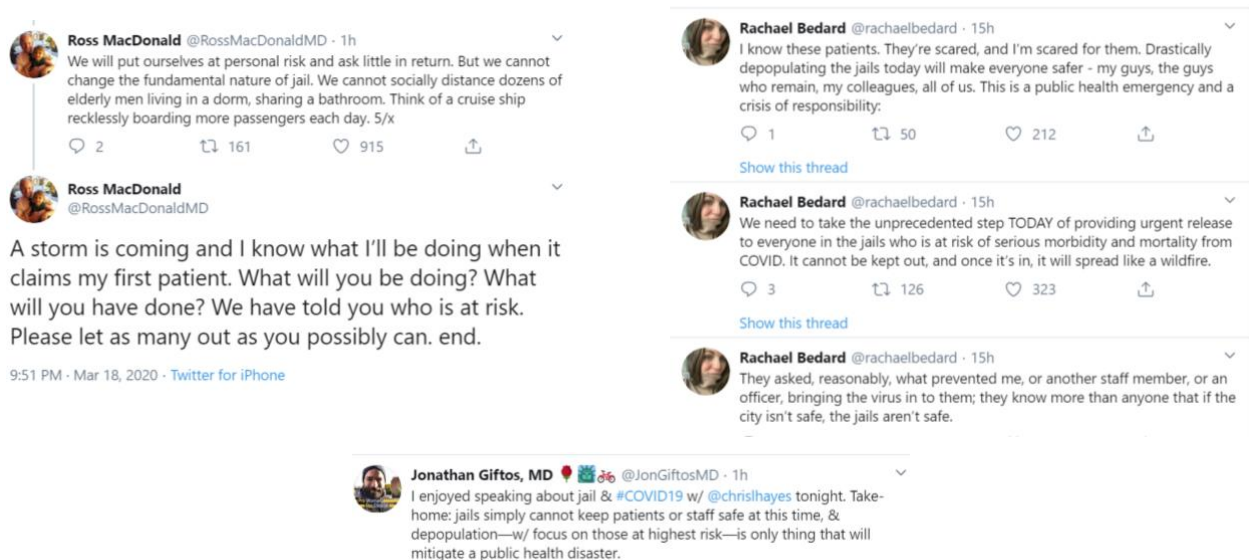 Ross MacDonald @RossMacDonaldMD · 1h
We will put ourselves at personal risk and ask little in return. But we cannot
change the fundamental nature of jail. We cannot socially distance dozens of
elderly men living in a dorm, sharing a bathroom. Think of a cruise ship
recklessly boarding more passengers each day. 5/x
2 161 915
Ross MacDonald
@RossMacDonaldMD
A storm is coming and I know what I'll be doing when it
claims my first patient. What will you be doing? What
will you have done? We have told you who is at risk.
Please let as many out as you possibly can. end.
9:51 PM · Mar 18, 2020 · Twitter for iPhone
Rachael Bedard @rachaelbedard · 15h
I know these patients. They're scared, and I'm scared for them. Drastically
depopulating the jails today will make everyone safer - my guys, the guys
who remain, my colleagues, all of us. This is a public health emergency and a
crisis of responsibility:
1 50 212
Show this thread
Rachael Bedard @rachaelbedard · 15h
We need to take the unprecedented step TODAY of providing urgent release
to everyone in the jails who is at risk of serious morbidity and mortality from
COVID. It cannot be kept out, and once it's in, it will spread like a wildfire.
3 126 323
Show this thread
Rachael Bedard @rachaelbedard · 15h
They asked, reasonably, what prevented me, or another staff member, or an
officer, bringing the virus in to them; they know more than anyone that if the
city isn't safe, the jails aren't safe.
Jonathan Giftos, MD @JonGiftosMD · 1h
I enjoyed speaking about jail & #COVID19 w/ @chrislhayes tonight. Take-
home: jails simply cannot keep patients or staff safe at this time, &
depopulation—w/ focus on those at highest risk—is only thing that will
mitigate a public health disaster.